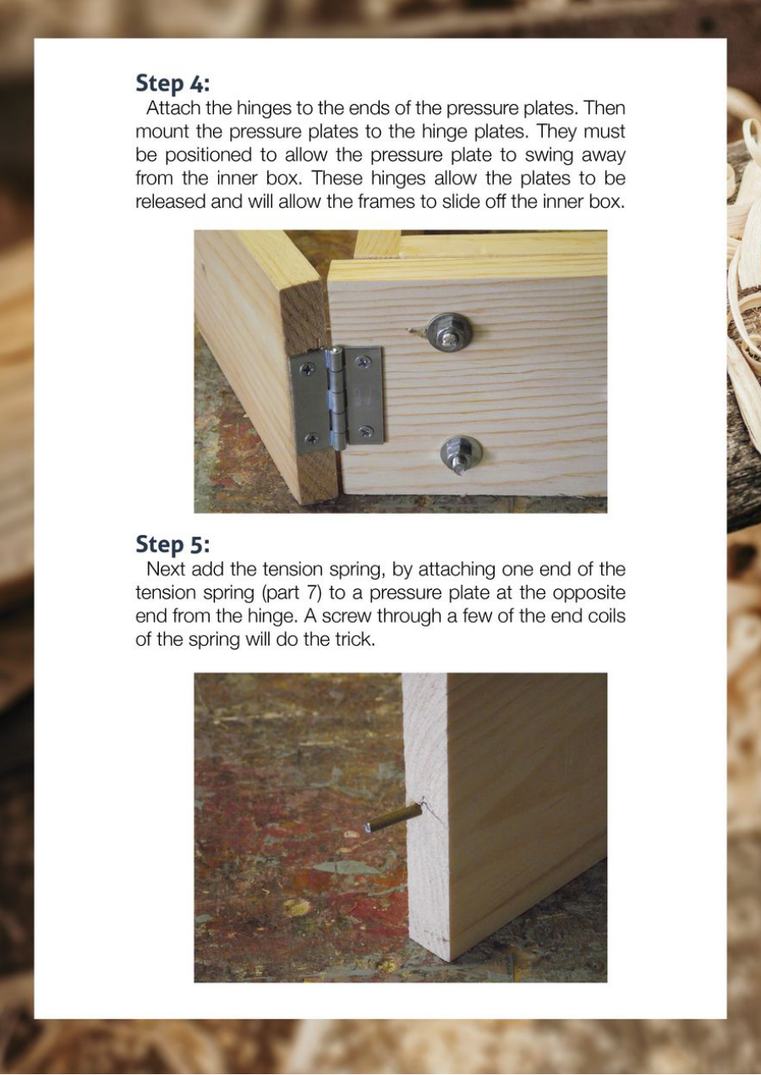 Step 4:
Attach the hinges to the ends of the pressure plates. Then
mount the pressure plates to the hinge plates. They must
be positioned to allow the pressure plate to swing away
from the inner box. These hinges allow the plates to be
released and will allow the frames to slide off the inner box.
Step 5:
Next add the tension spring, by attaching one end of the
tension spring (part 7) to a pressure plate at the opposite
end from the hinge. A screw through a few of the end coils
of the spring will do the trick.